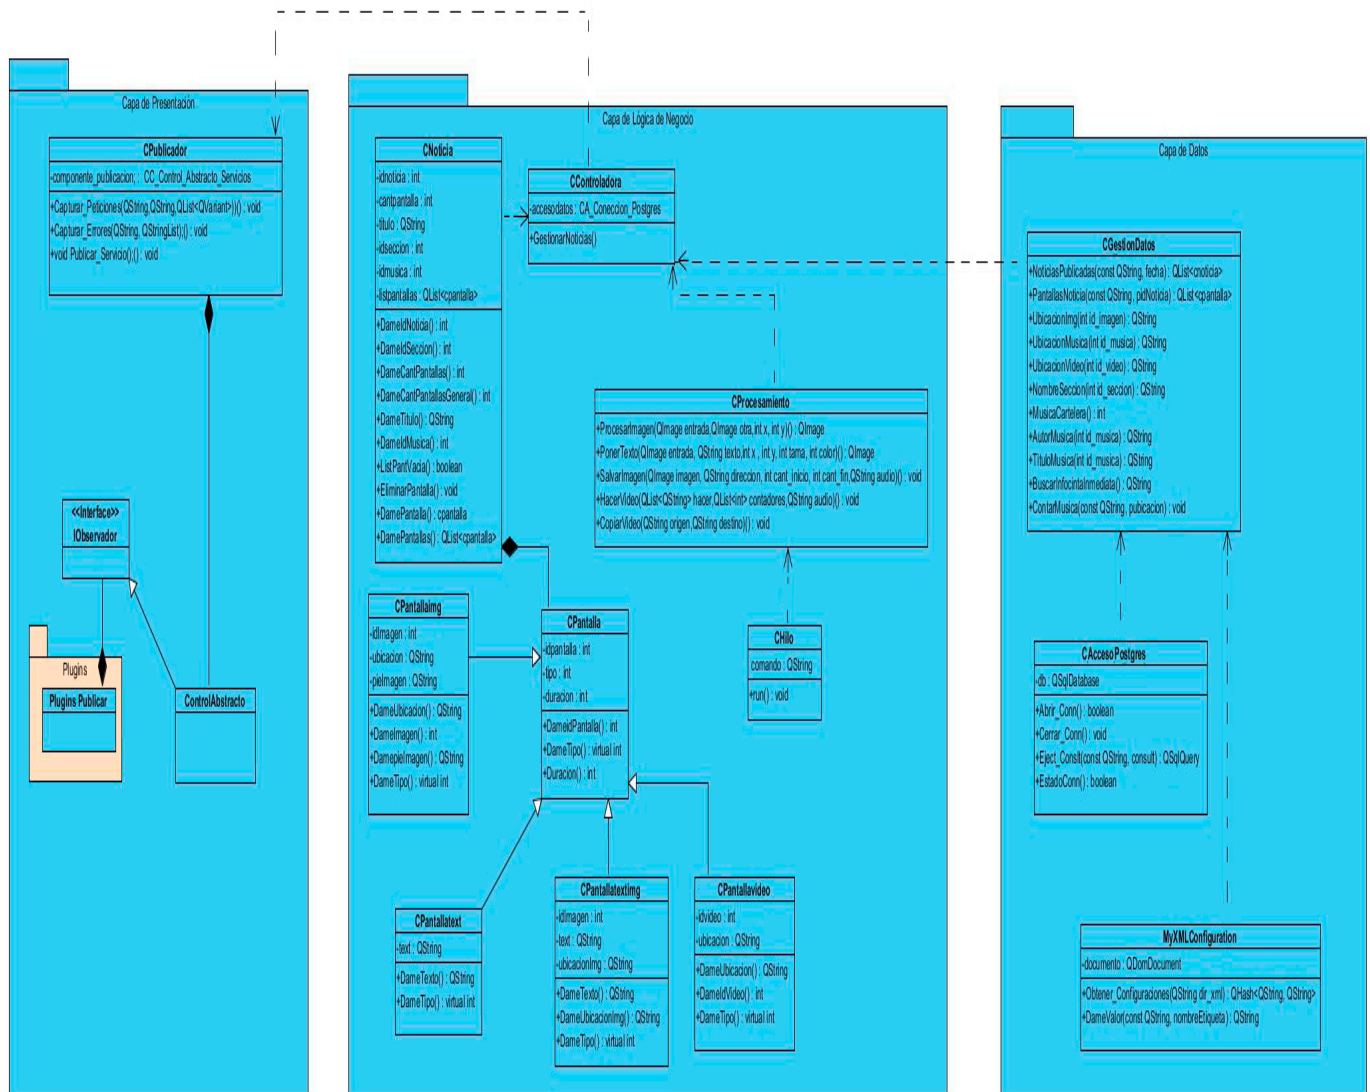 Capa de Presentación
CPublicador
-componente_publicacion; : CC_Control_Abstracto_Servicios
+Capturar_Peticiones(QString,QString,QList<QVariant>))() : void
+Capturar_Errores(QString, QStringList);() : void
+void Publicar_Servicio();() : void
<<Interface>>
IObservador
Plugins
Plugins Publicar
ControlAbstracto
Capa de Lógica de Negocio
CNoticia
-idnoticia : int
-cantpantalla : int
-titulo : QString
-idseccion : int
-idmusica : int
-listpantallas : QList<cpantalla>
+DameIdNoticia() : int
+DameIdSeccion() : int
+DameCantPantallas() : int
+DameCantPantallasGeneral() : int
+DameTitulo() : QString
+DameIdMusica() : int
+ListPantVacia() : boolean
+EliminarPantalla() : void
+DamePantalla() : cpantalla
+DamePantallas() : QList<cpantalla>
CControladora
-accesodatos : CA_Coneccion_Postgres
+GestionarNoticias()
CProcesamiento
+ProcesarImagen(QImage entrada,QImage otra,int x, int y)() : QImage
+PonerTexto(QImage entrada, QString texto,int x , int y, int tama, int color)() : QImage
+SalvarImagen(QImage imagen, QString direccion, int cant_inicio, int cant_fin,QString audio)() : void
+HacerVideo(QList<QString> hacer,QList<int> contadores,QString audio)() : void
+CopiarVideo(QString origen,QString destino)() : void
CPantallaimg
-idImagen : int
-ubicacion : QString
-pieImagen : QString
+DameUbicacion() : QString
+DameImagen() : int
+DamepieImagen() : QString
+DameTipo() : virtual int
CPantalla
-idpantalla : int
-tipo : int
-duracion : int
+DameidPantalla() : int
+DameTipo() : virtual int
+Duracion() : int
CHilo
comando : QString
+run() : void
CPantallatext
-text : QString
+DameTexto() : QString
+DameTipo() : virtual int
CPantallatextimg
-idImagen : int
-text : QString
-ubicacionImg : QString
+DameTexto() : QString
+DameUbicacionImg() : QString
+DameTipo() : virtual int
CPantallavideo
-idvideo : int
-ubicacion : QString
+DameUbicacion() : QString
+DameIdVideo() : int
+DameTipo() : virtual int
Capa de Datos
CGestionDatos
+NoticiasPublicadas(const QString, fecha) : QList<cnoticia>
+PantallasNoticia(const QString, pidNoticia) : QList<cpantalla>
+UbicacionImg(int id_imagen) : QString
+UbicacionMusica(int id_musica) : QString
+UbicacionVideo(int id_video) : QString
+NombreSeccion(int id_seccion) : QString
+MusicaCartelera() : int
+AutorMusica(int id_musica) : QString
+TituloMusica(int id_musica) : QString
+BuscarInfocintaInmediata() : QString
+ContarMusica(const QString, pubicacion) : void
CAccesoPostgres
-db : QSqlDatabase
+Abrir_Conn() : boolean
+Cerrar_Conn() : void
+Eject_Conslt(const QString, consult) : QSqlQuery
+EstadoConn() : boolean
MyXMLConfiguration
-documento : QDomDocument
+Obtener_Configuraciones(QString dir_xml) : QHash<QString, QString>
+DameValor(const QString, nombreEtiqueta) : QString